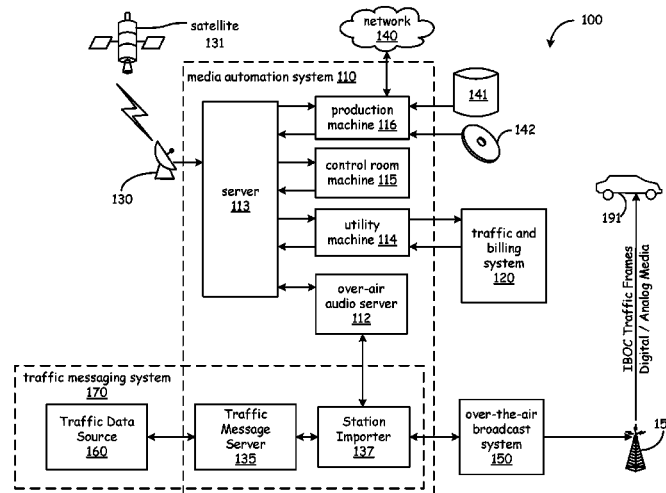 satellite
131
network
140
100
media automation system 110
production
machine 116
141
142
130
server
113
control room
machine 115
191
utility
machine 114
traffic and
billing
system
120
over-air
audio server
112
IBOC Traffic Frames
Digital / Analog Media
traffic messaging system
170
Traffic Data
Source
160
Traffic
Message
Server
135
Station
Importer
137
over-the-air
broadcast
system
150